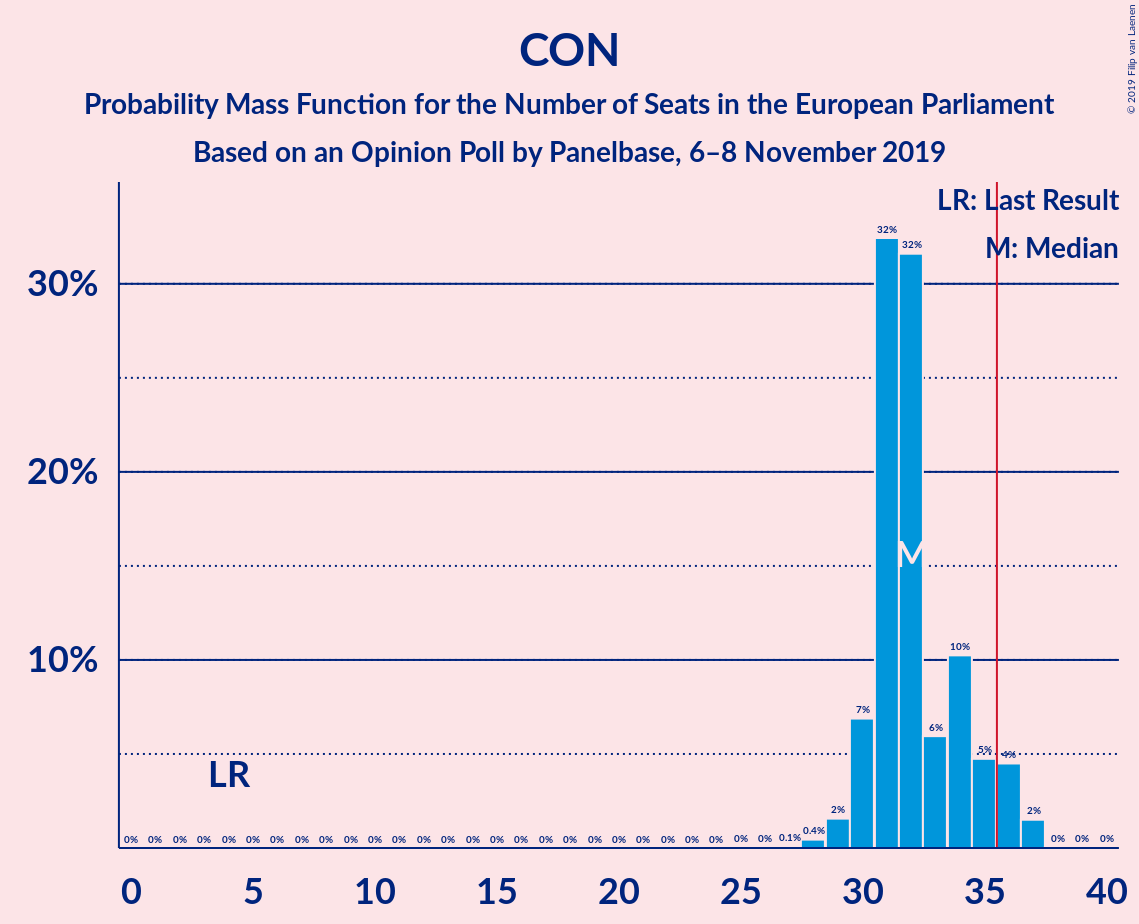 CON
Probability Mass Function for the Number of Seats in the European Parliament
Based on an Opinion Poll by Panelbase, 6–8 November 2019
© 2019 Filip van Laenen
LR: Last Result
M: Median
32%
32%
30%
20%
M
10%
10%
7%
6%
5%
4%
LR
2%
2%
0% 0% 0% 0% 0% 0% 0% 0% 0% 0% 0% 0% 0% 0% 0% 0% 0% 0% 0% 0% 0% 0% 0% 0% 0% 0% 0% 0.1% 0.4% 0% 0% 0%
0 5 10 15 20 25 30 35 40